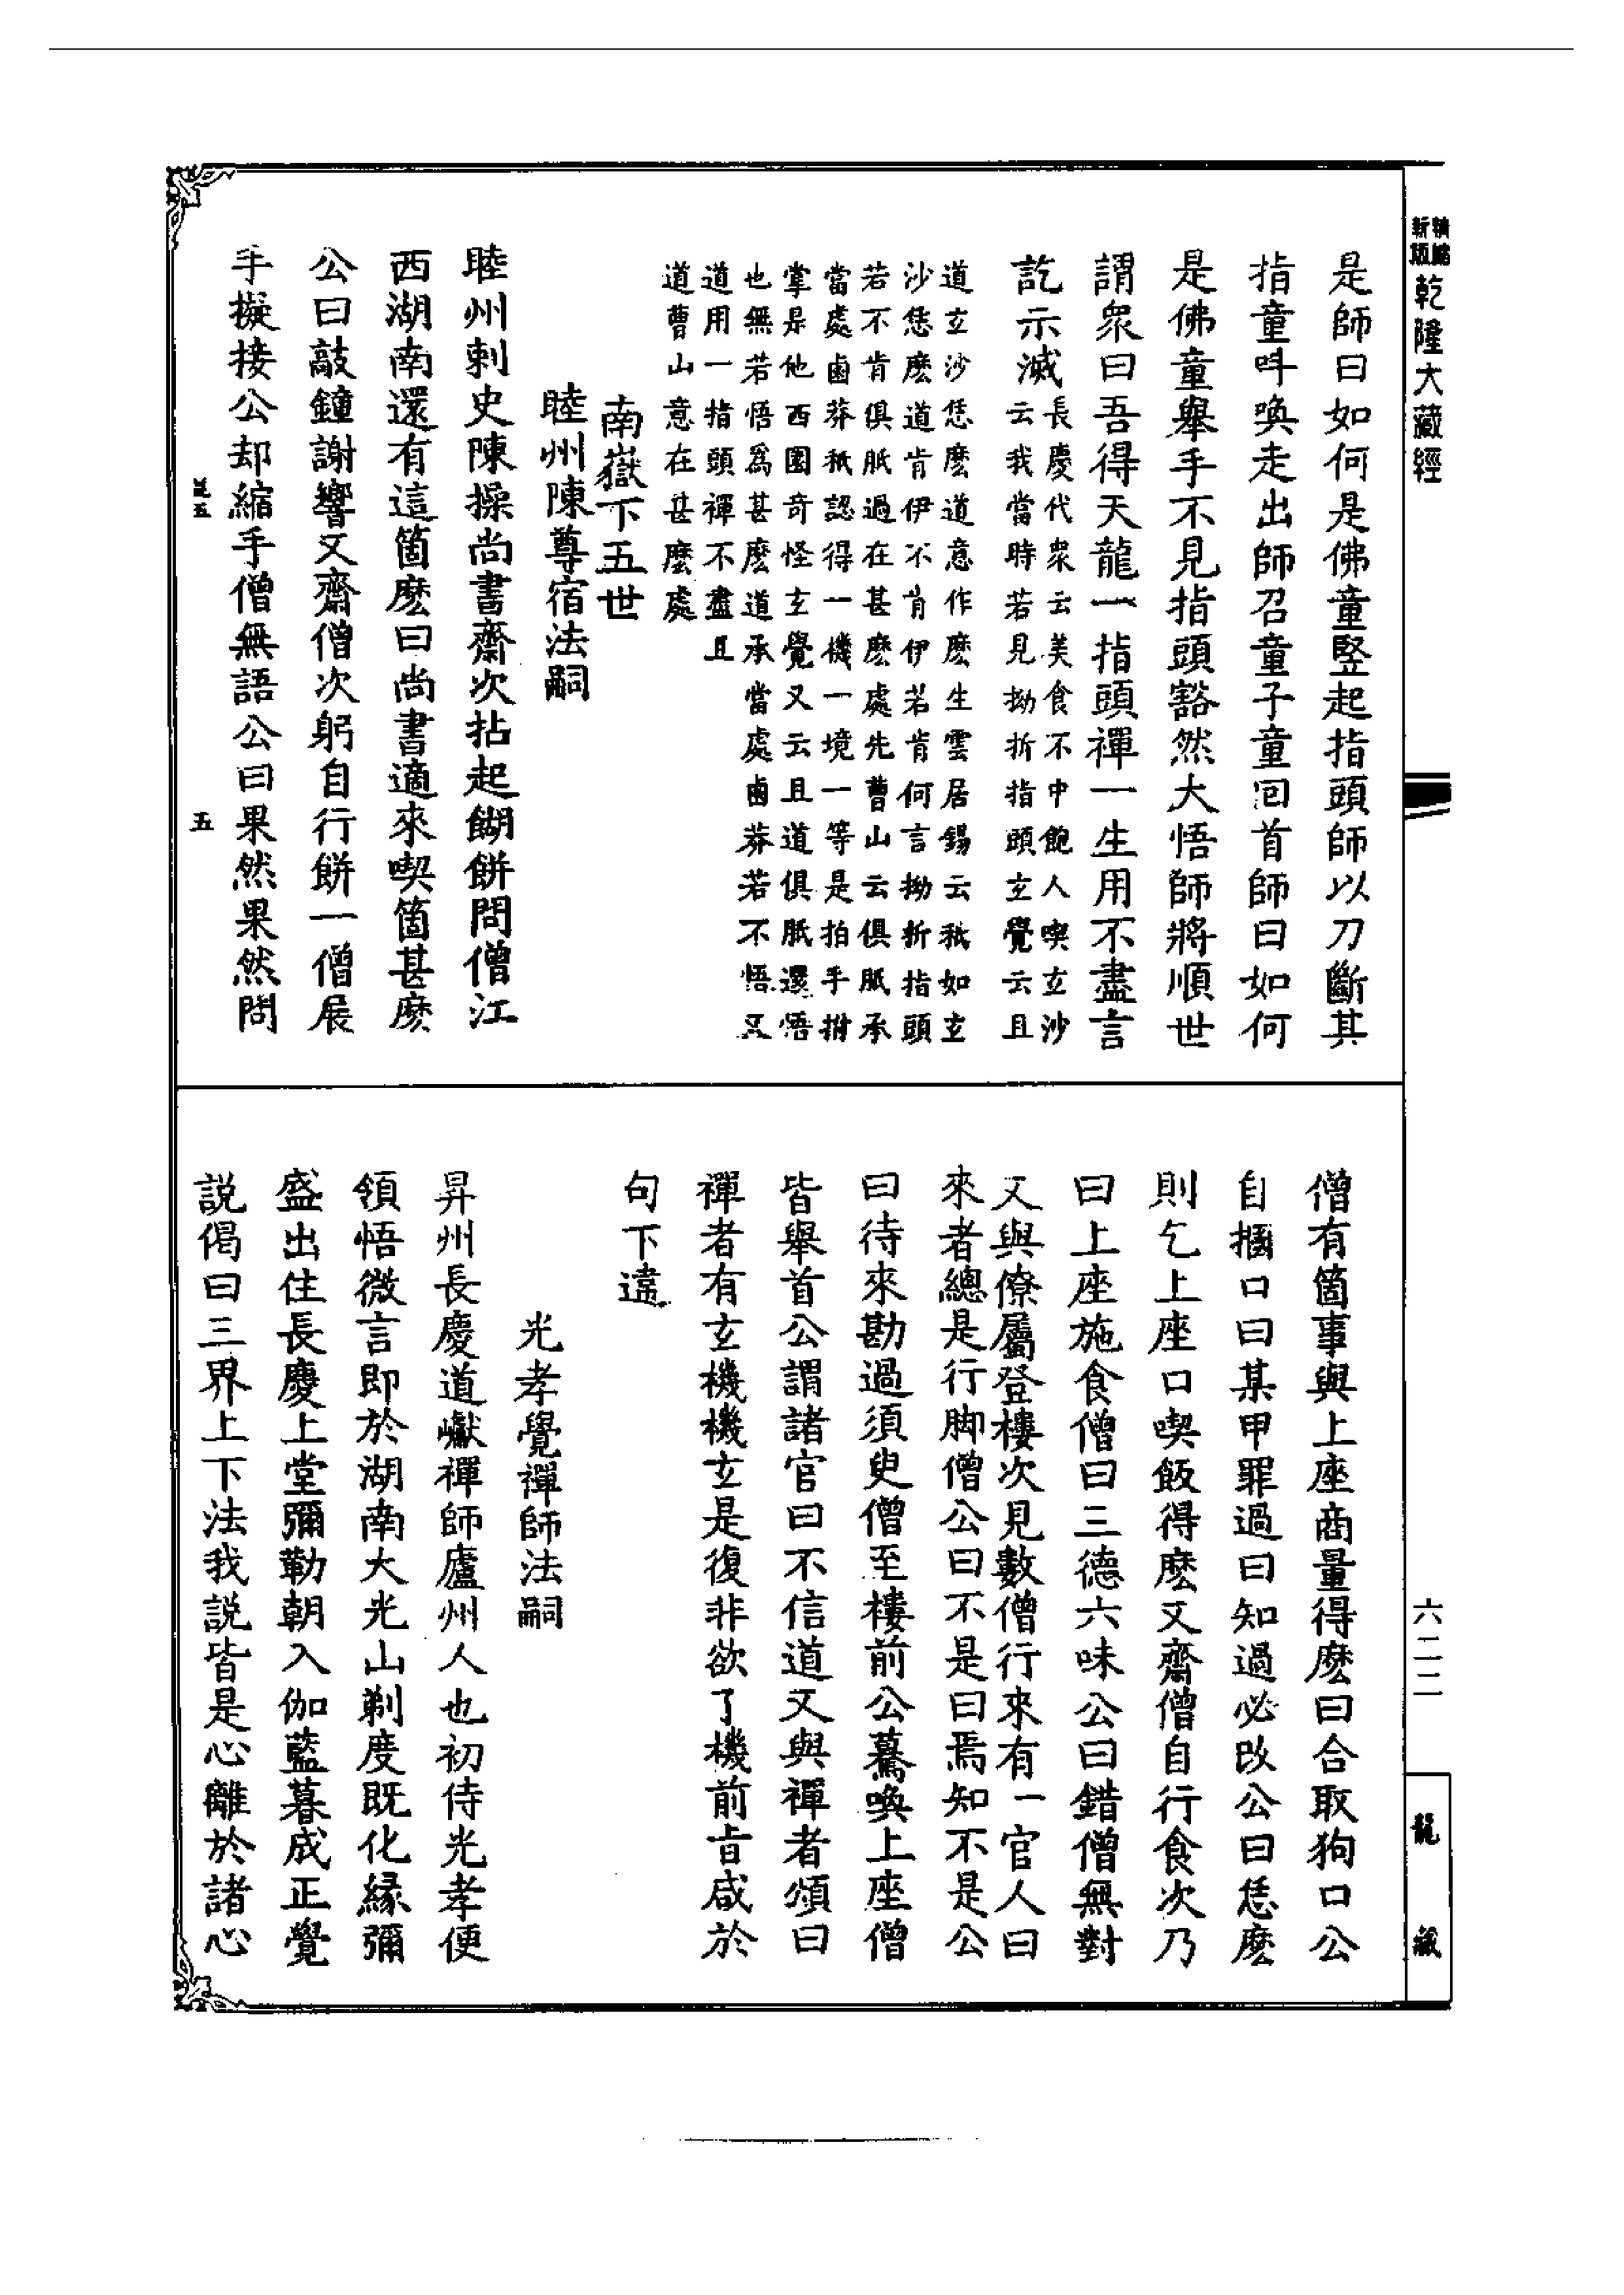 新版精縮乾隆大藏經
是師曰如何是佛童豎起指頭師以刀斷其
指童呌喚走出師召童子童回首師曰如何
是佛童舉手不見指頭豁然大悟師將順世
謂衆曰吾得天龍一指頭禪一生用不盡言
訖示滅
長慶代衆云美食不中飽人喫玄沙
云我當時若見拗折指頭玄覺云且
道玄沙恁麽道意作麽生雲居錫云秖如玄
沙恁麽道肯伊不肯伊若肯何言拗折指頭
若不肯俱胝過在甚麽處先曹山云俱胝承
當處鹵莽秖認得一機一境一等是拍手拊
掌是他西園奇怪玄覺又云且道俱胝還悟
也無若悟爲甚麽道承當處鹵莽若不悟又
道用一指頭禪不盡且
道曹山意在甚麽處
南嶽下五世
睦州陳尊宿法嗣
睦州刺史陳操尚書齋次拈起餬餅問僧江
西湖南還有這箇麽曰尚書適來喫箇甚麽
公曰敲鐘謝響又齋僧次躬自行餅一僧展
手擬接公却縮手僧無語公曰果然果然問
五
僧有箇事與上座商量得麽曰合取狗口公
自摑口曰某甲罪過曰知過必改公曰恁麽
則乞上座口喫飯得麽又齋僧自行食次乃
曰上座施食僧曰三德六味公曰錯僧無對
又與僚屬登樓次見數僧行來有一官人曰
來者總是行脚僧公曰不是曰焉知不是公
曰待來勘過須臾僧至樓前公驀喚上座僧
皆舉首公謂諸官曰不信道又與禪者頌曰
禪者有玄機機玄是復非欲了機前旨咸於
句下違
光孝覺禪師法嗣
昇州長慶道巘禪師廬州人也初侍光孝便
領悟微言即於湖南大光山剃度既化緣彌
盛出住長慶上堂彌勒朝入伽藍暮成正覺
説偈曰三界上下法我説皆是心離於諸心
六二二
龍藏